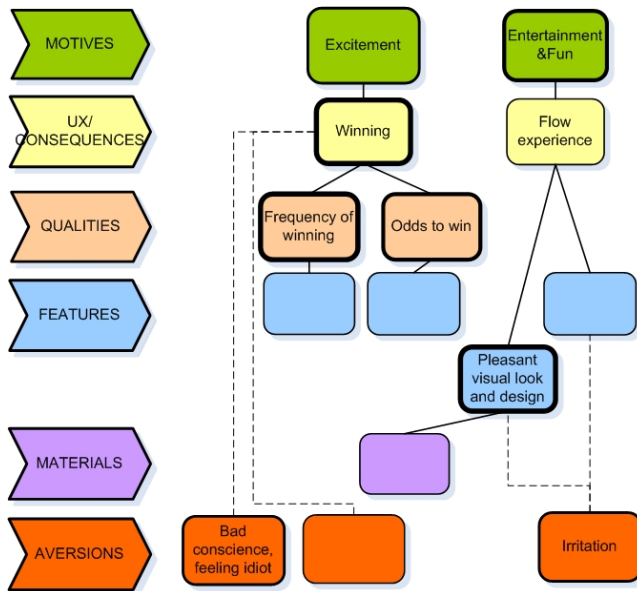 MOTIVES
Excitement
Entertainment
&Fun
UX/
CONSEQUENCES
Winning
Flow
experience
QUALITIES
Frequency of
winning
Odds to win
FEATURES
Pleasant
visual look
and design
MATERIALS
AVERSIONS
Bad
conscience,
feeling idiot
Irritation